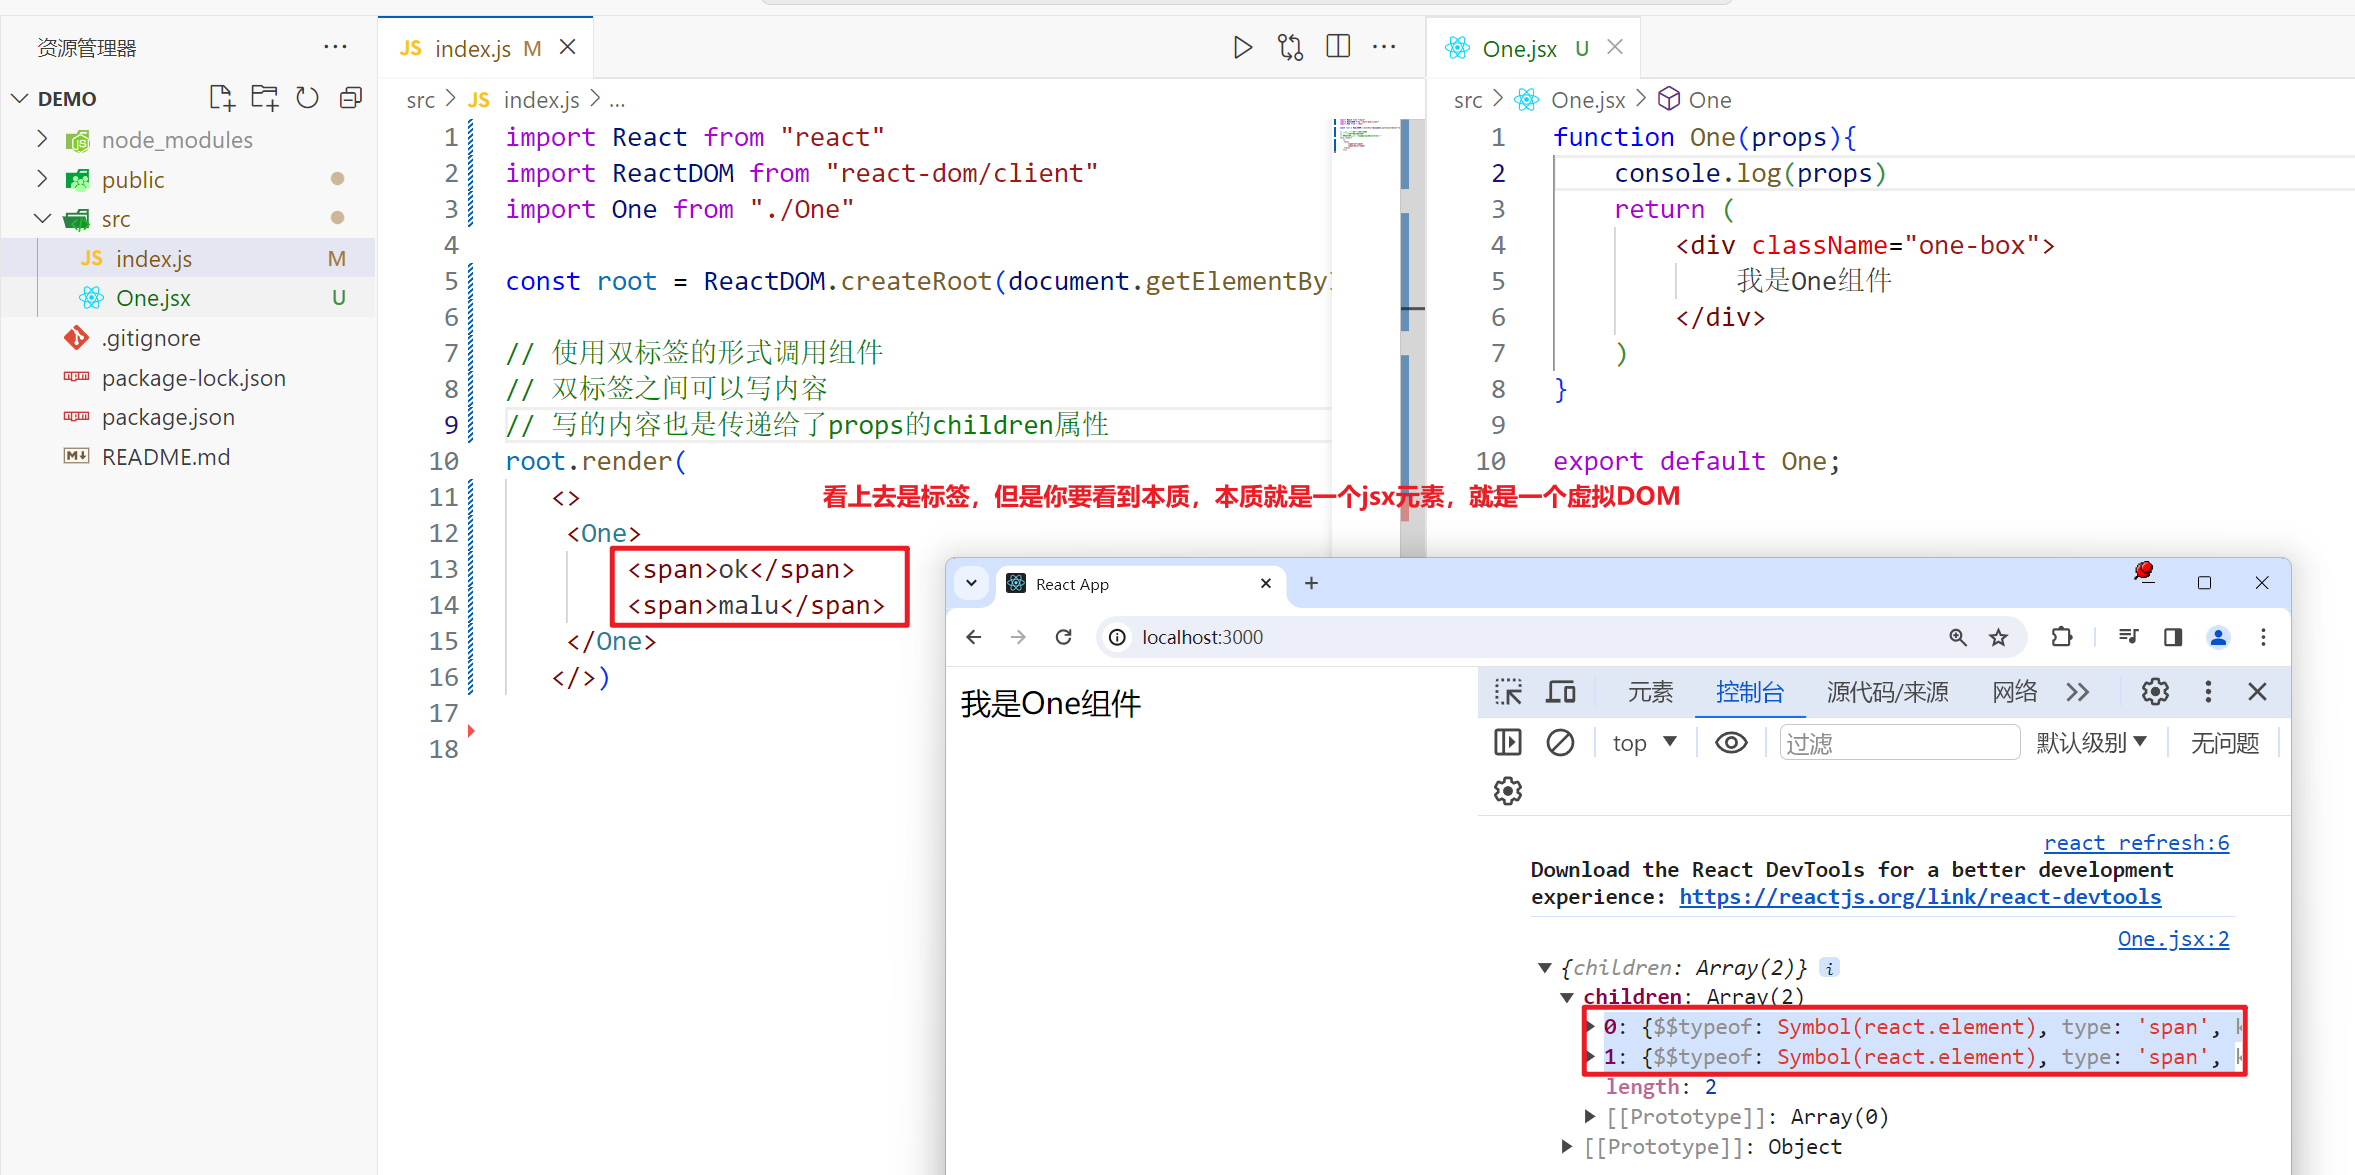 资源管理器
DEMO
node_modules
public
src
JS index.js M
One.jsx U
.gitignore
package-lock.json
package.json
README.md
JS index.js M
src > JS index.js > ...
1 import React from "react"
2 import ReactDOM from "react-dom/client"
3 import One from "./One"
4
5 const root = ReactDOM.createRoot(document.getElementBy
6
7 // 使用双标签的形式调用组件
8 // 双标签之间可以写内容
9 // 写的内容也是传递给了props的children属性
10 root.render(
11 <>
12 <One>
13 <span>ok</span>
14 <span>malu</span>
15 </One>
16 </>)
17
18
One.jsx U
src > One.jsx > One
1 function One(props){
2 console.log(props)
3 return (
4 <div className="one-box">
5 我是One组件
6 </div>
7 )
8 }
9
10 export default One;
看上去是标签，但是你要看到本质，本质就是一个jsx元素，就是一个虚拟DOM
React App
localhost:3000
我是One组件
元素 控制台 源代码/来源 网络
top 过滤 默认级别 无问题
react refresh:6
Download the React DevTools for a better development
experience: https://reactjs.org/link/react-devtools
One.jsx:2
{children: Array(2)} i
children: Array(2)
0: {$$typeof: Symbol(react.element), type: 'span',
1: {$$typeof: Symbol(react.element), type: 'span',
length: 2
[[Prototype]]: Array(0)
[[Prototype]]: Object